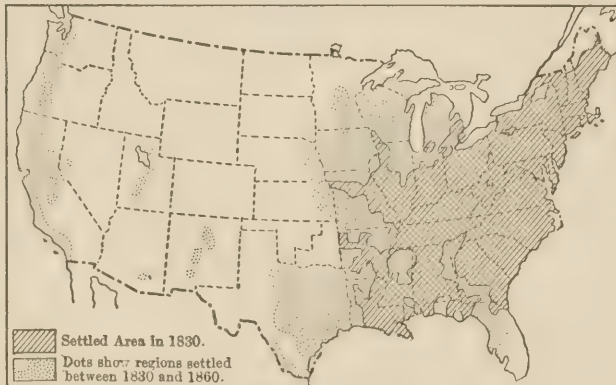 Settled Area in 1830.
Dots show regions settled
between 1830 and 1860.